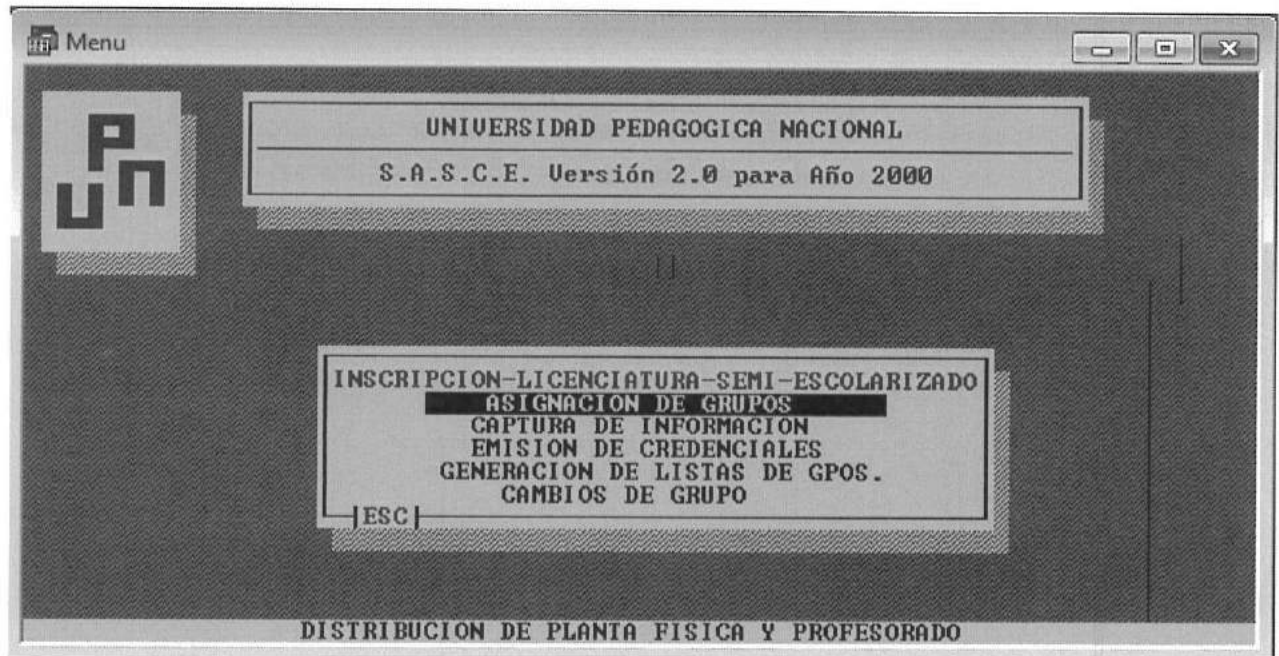 Menu
UPN
UNIVERSIDAD PEDAGOGICA NACIONAL
S.A.S.C.E. Versión 2.0 para Año 2000
INSCRIPCION-LICENCIATURA-SEMI-ESCOLARIZADO
ASIGNACION DE GRUPOS
CAPTURA DE INFORMACION
EMISION DE CREDENCIALES
GENERACION DE LISTAS DE GPOS.
CAMBIOS DE GRUPO
ESC
DISTRIBUCION DE PLANTA FISICA Y PROFESORADO